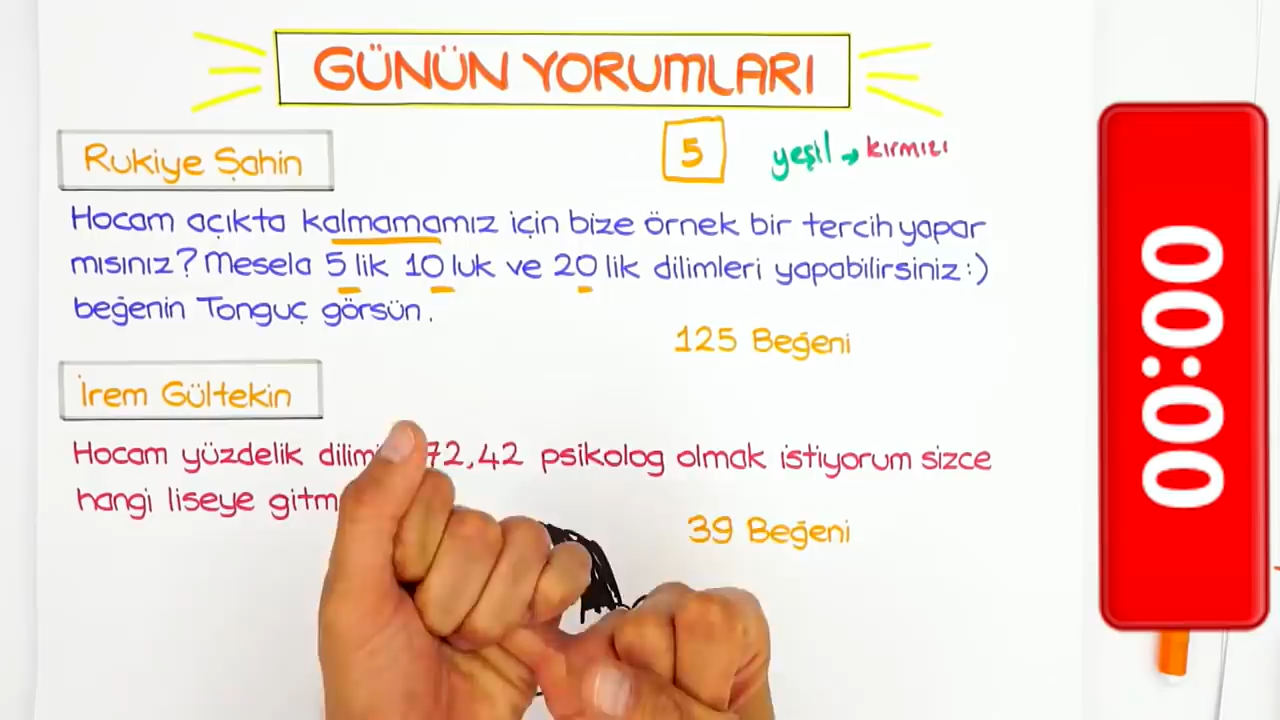 GÜNÜN YORUMLARI
Rukiye Şahin
5
yeşil → kırmızı
Hocam açıkta kalmamamız için bize örnek bir tercih yapar
mısınız? Mesela 5 lik 10 luk ve 20 lik dilimleri yapabilirsiniz :)
beğenin Tonguç görsün.
125 Beğeni
İrem Gültekin
Hocam yüzdelik 72,42 psikolog olmak istiyorum sizce
hangi liseye
39 Beğeni
00:00